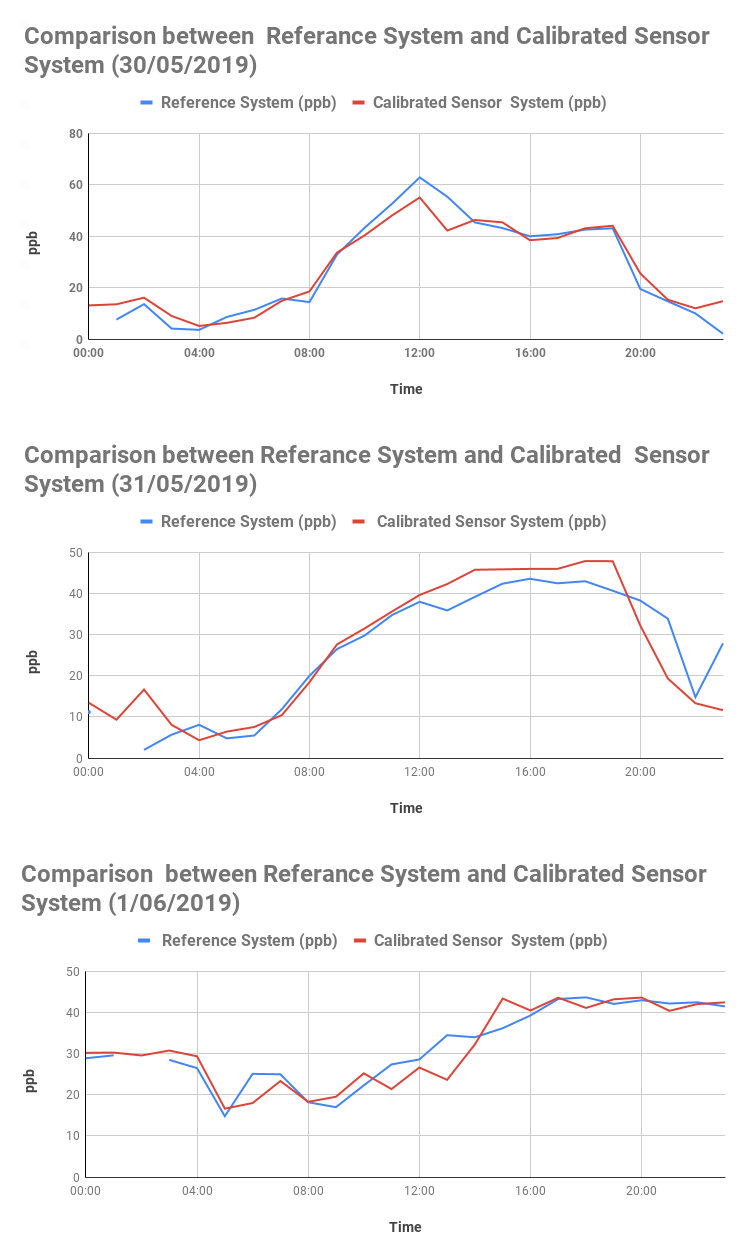 Comparison between  Referance System and Calibrated Sensor
System (30/05/2019)
Reference System (ppb) Calibrated Sensor  System (ppb)
80
60
40
20
0
ppb
00:00 04:00 08:00 12:00 16:00 20:00
Time
Comparison between Referance System and Calibrated  Sensor
System (31/05/2019)
Reference System (ppb) Calibrated Sensor System (ppb)
50
40
30
20
10
0
ppb
00:00 04:00 08:00 12:00 16:00 20:00
Time
Comparison  between Referance System and Calibrated Sensor
System (1/06/2019)
Reference System (ppb) Calibrated Sensor  System (ppb)
50
40
30
20
10
0
ppb
00:00 04:00 08:00 12:00 16:00 20:00
Time